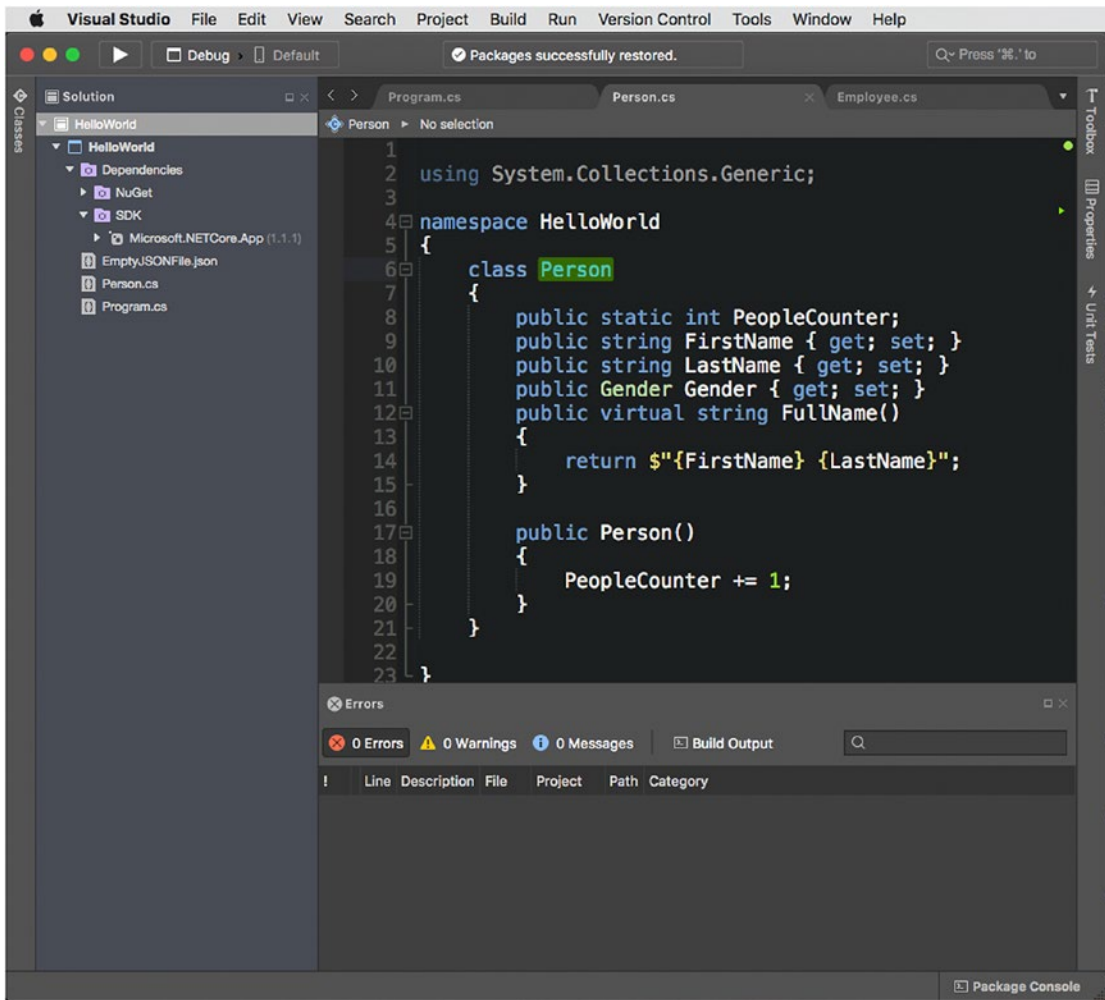 Visual Studio File Edit View Search Project Build Run Version Control Tools Window Help
Debug Default Packages successfully restored. Press '⌘.' to
Classes
Solution
HelloWorld
HelloWorld
Dependencies
NuGet
SDK
Microsoft.NETCore.App (1.1.1)
EmptyJSONFile.json
Person.cs
Program.cs
Program.cs Person.cs Employee.cs
Person No selection
1
2 using System.Collections.Generic;
3
4 namespace HelloWorld
5 {
6 class Person
7 {
8 public static int PeopleCounter;
9 public string FirstName { get; set; }
10 public string LastName { get; set; }
11 public Gender Gender { get; set; }
12 public virtual string FullName()
13 {
14 return $"{FirstName} {LastName}";
15 }
16
17 public Person()
18 {
19 PeopleCounter += 1;
20 }
21 }
22
23 }
Errors
0 Errors 0 Warnings 0 Messages Build Output
! Line Description File Project Path Category
Toolbox
Properties
Unit Tests
Package Console